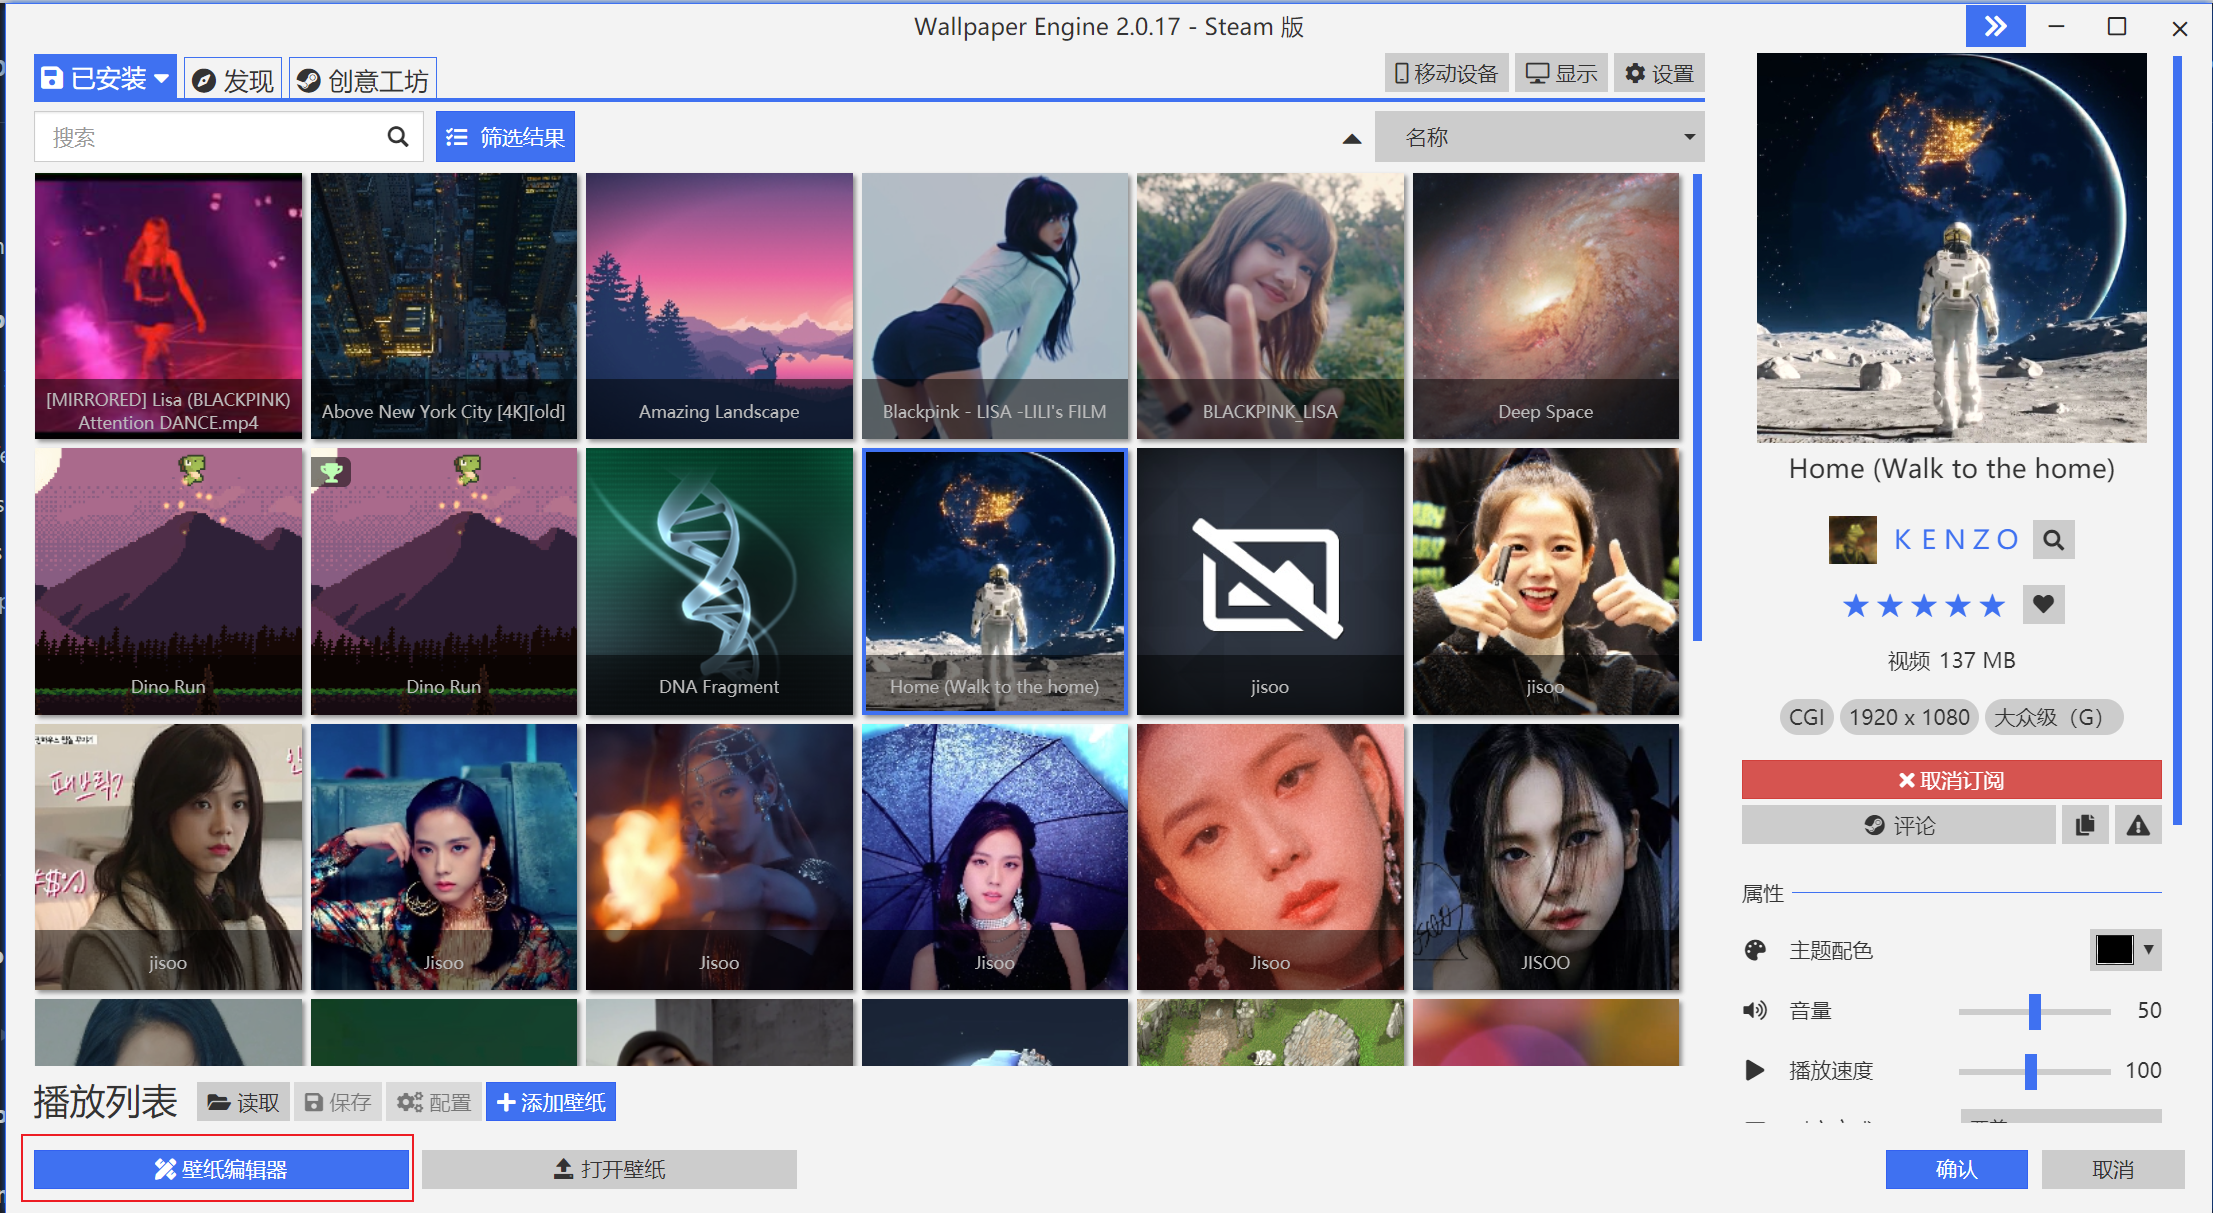 Wallpaper Engine 2.0.17 - Steam 版
已安装
发现
创意工坊
移动设备
显示
设置
搜索
筛选结果
名称
[MIRRORED] Lisa (BLACKPINK)
Attention DANCE.mp4
Above New York City [4K][old]
Amazing Landscape
Blackpink - LISA -LILI's FILM
BLACKPINK_LISA
Deep Space
Dino Run
Dino Run
DNA Fragment
Home (Walk to the home)
jisoo
jisoo
패산락?
#$%)
jisoo
Jisoo
Jisoo
Jisoo
Jisoo
JISOO
Home (Walk to the home)
K E N Z O
视频 137 MB
CGI
1920 x 1080
大众级（G）
取消订阅
评论
属性
主题配色
音量
50
播放速度
100
播放列表
读取
保存
配置
添加壁纸
壁纸编辑器
打开壁纸
确认
取消